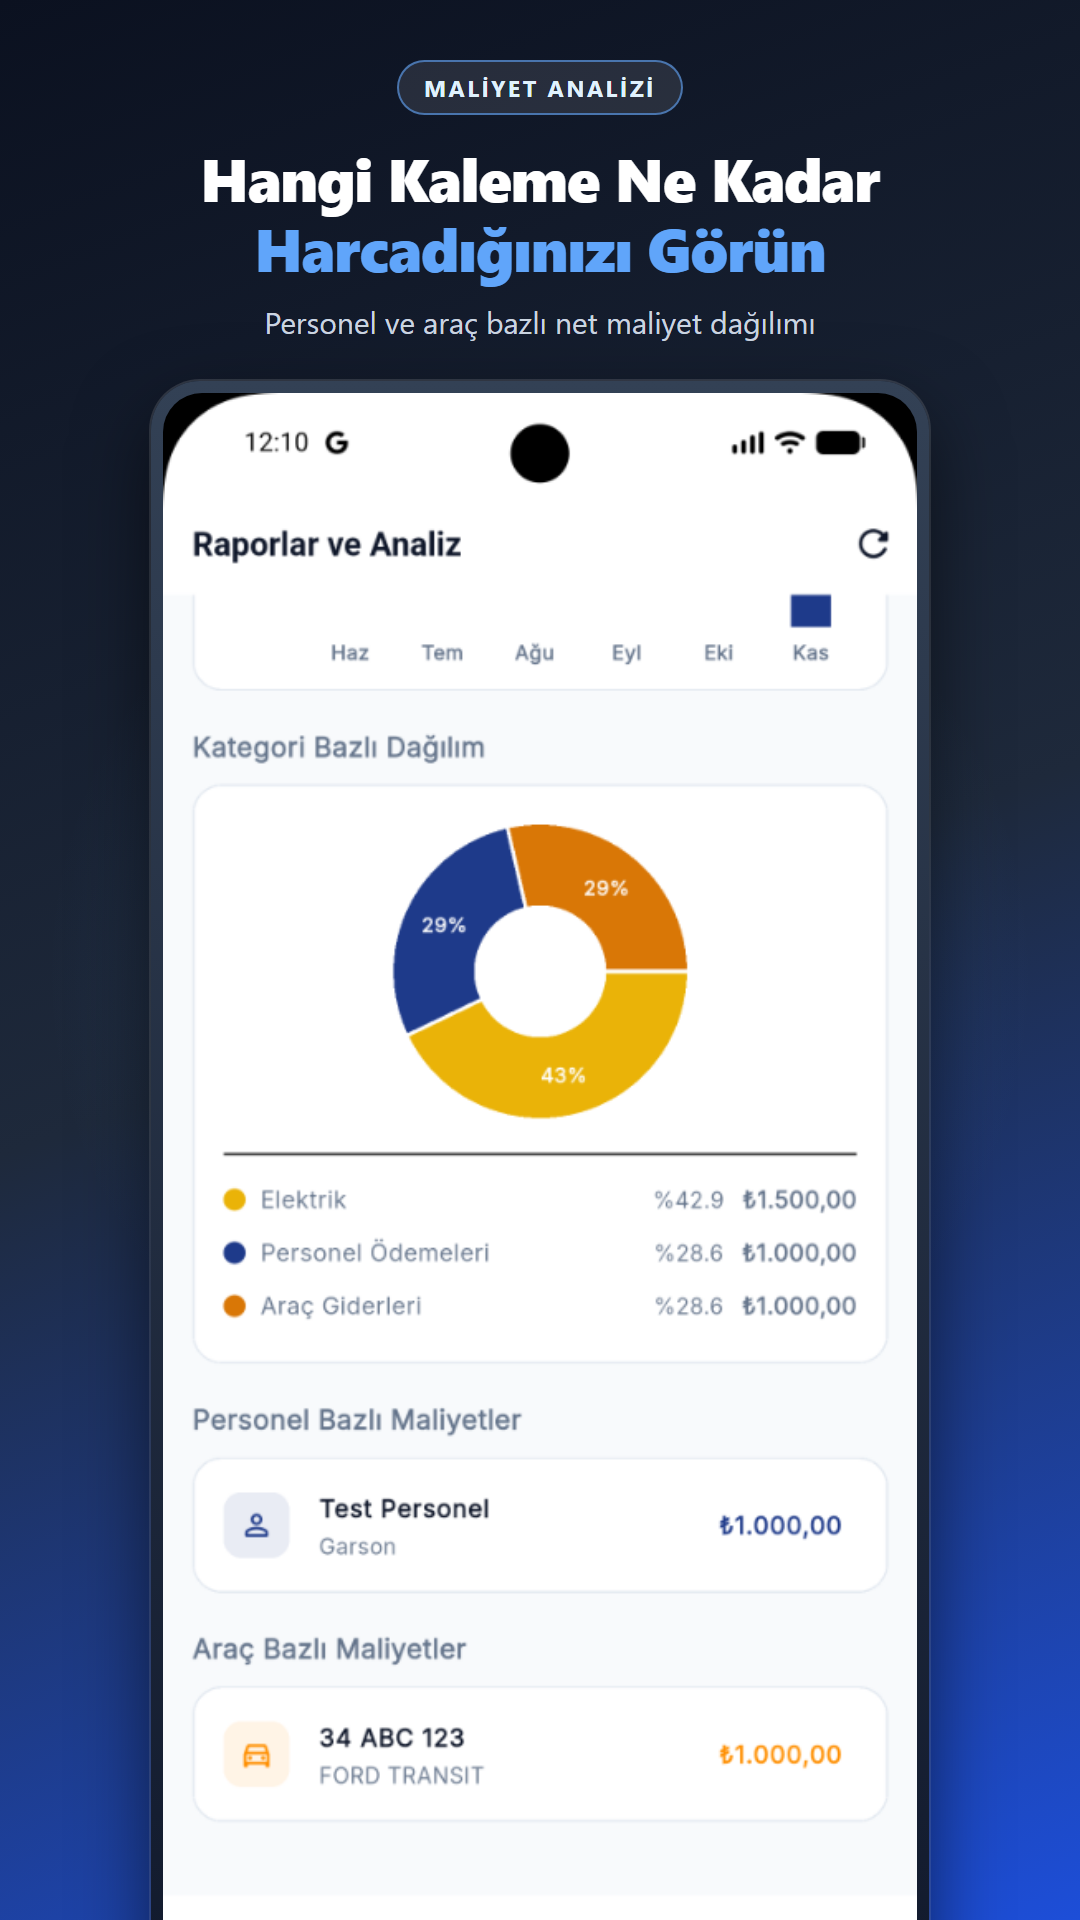 MALİYET ANALİZİ
Hangi Kaleme Ne Kadar
Harcadığınızı Görün
Personel ve araç bazlı net maliyet dağılımı
12:10 G
Raporlar ve Analiz
Haz Tem Ağu Eyl Eki Kas
Kategori Bazlı Dağılım
29%
29%
43%
Elektrik %42.9 ₺1.500,00
Personel Ödemeleri %28.6 ₺1.000,00
Araç Giderleri %28.6 ₺1.000,00
Personel Bazlı Maliyetler
Test Personel
Garson
₺1.000,00
Araç Bazlı Maliyetler
34 ABC 123
FORD TRANSIT
₺1.000,00